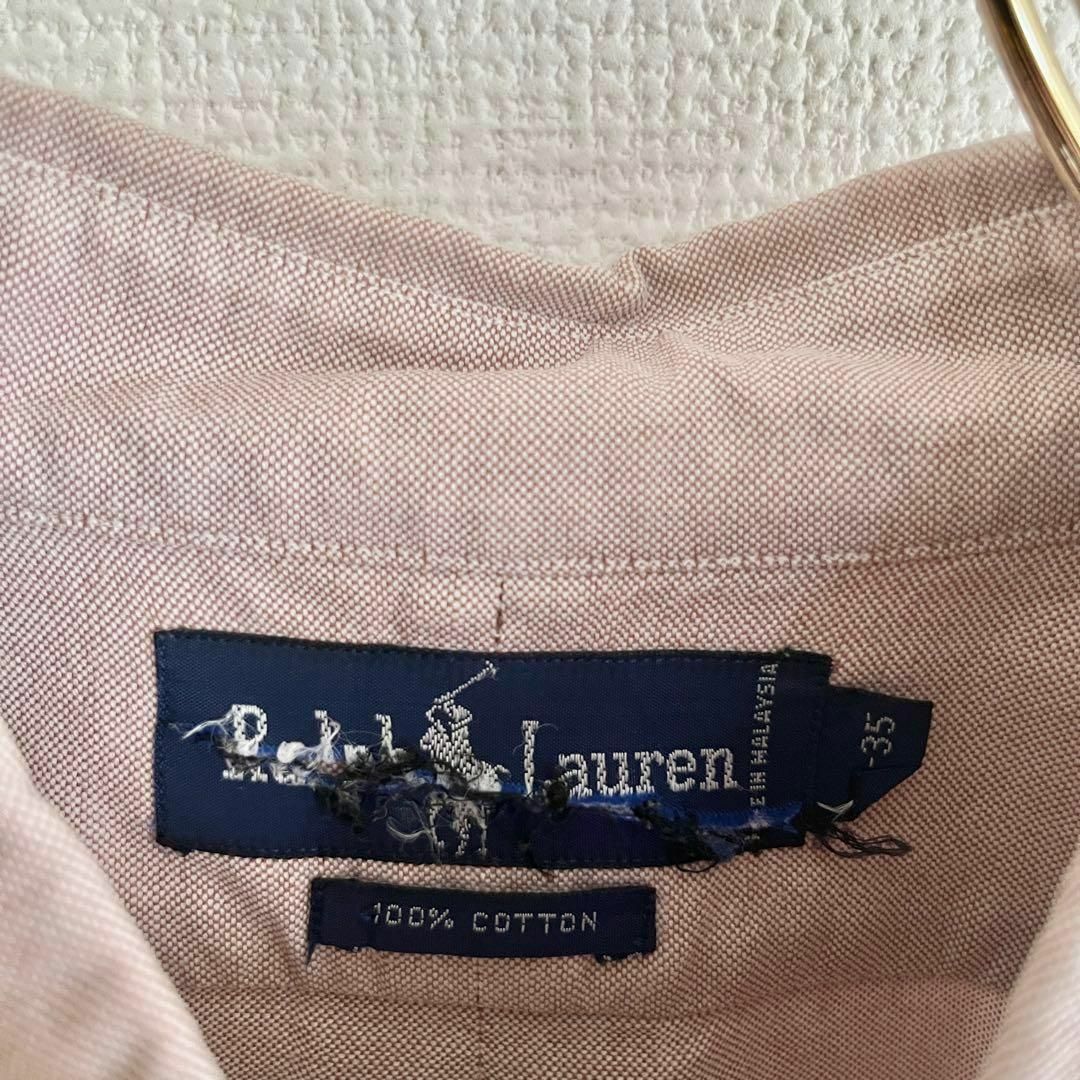 Lauren
-35
100% COTTON
IN MALAYSIA